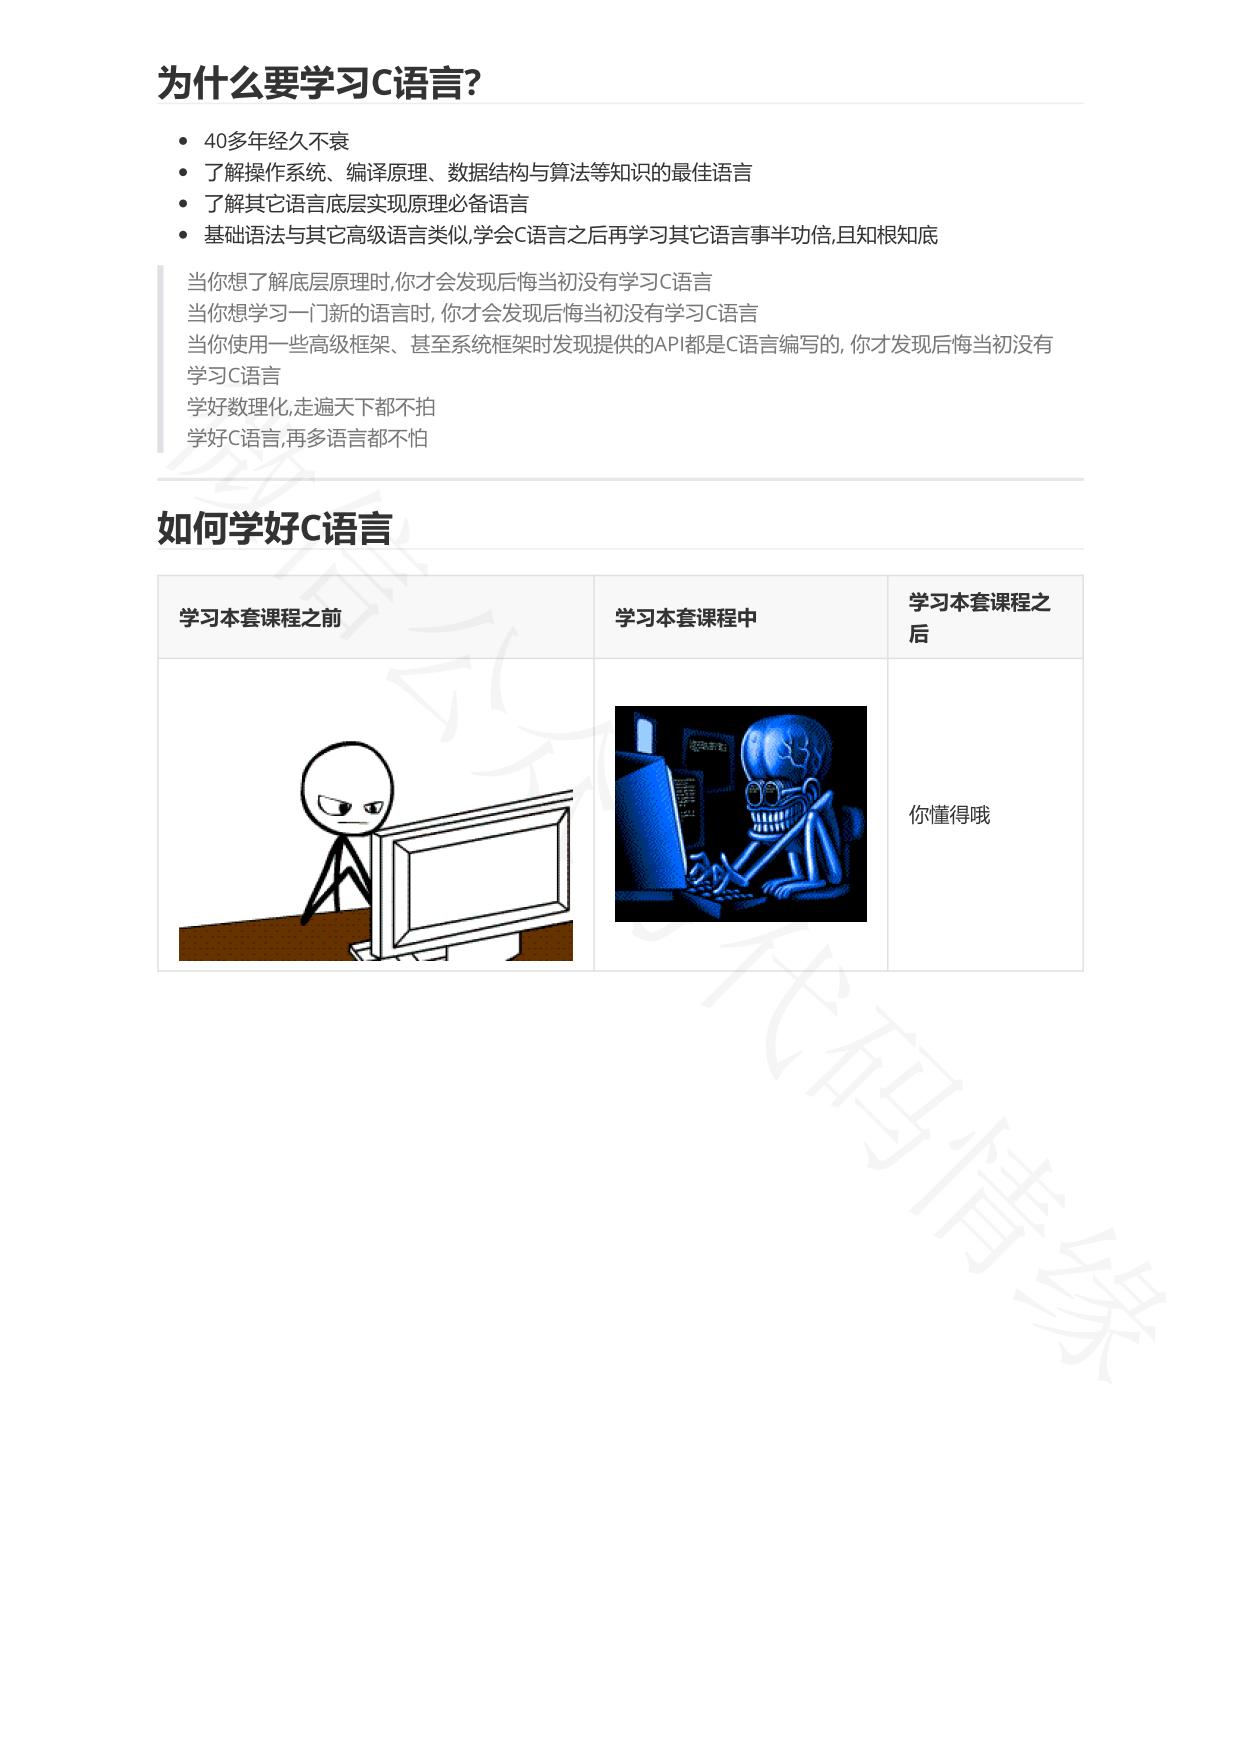 为什么要学习C语言?
40多年经久不衰
了解操作系统、编译原理、数据结构与算法等知识的最佳语言
了解其它语言底层实现原理必备语言
基础语法与其它高级语言类似,学会C语言之后再学习其它语言事半功倍,且知根知底
当你想了解底层原理时,你才会发现后悔当初没有学习C语言
当你想学习一门新的语言时, 你才会发现后悔当初没有学习C语言
当你使用一些高级框架、甚至系统框架时发现提供的API都是C语言编写的, 你才发现后悔当初没有
学习C语言
学好数理化,走遍天下都不拍
学好C语言,再多语言都不怕
如何学好C语言
学习本套课程之前
学习本套课程中
学习本套课程之
后
你懂得哦
微信公众号代码情缘